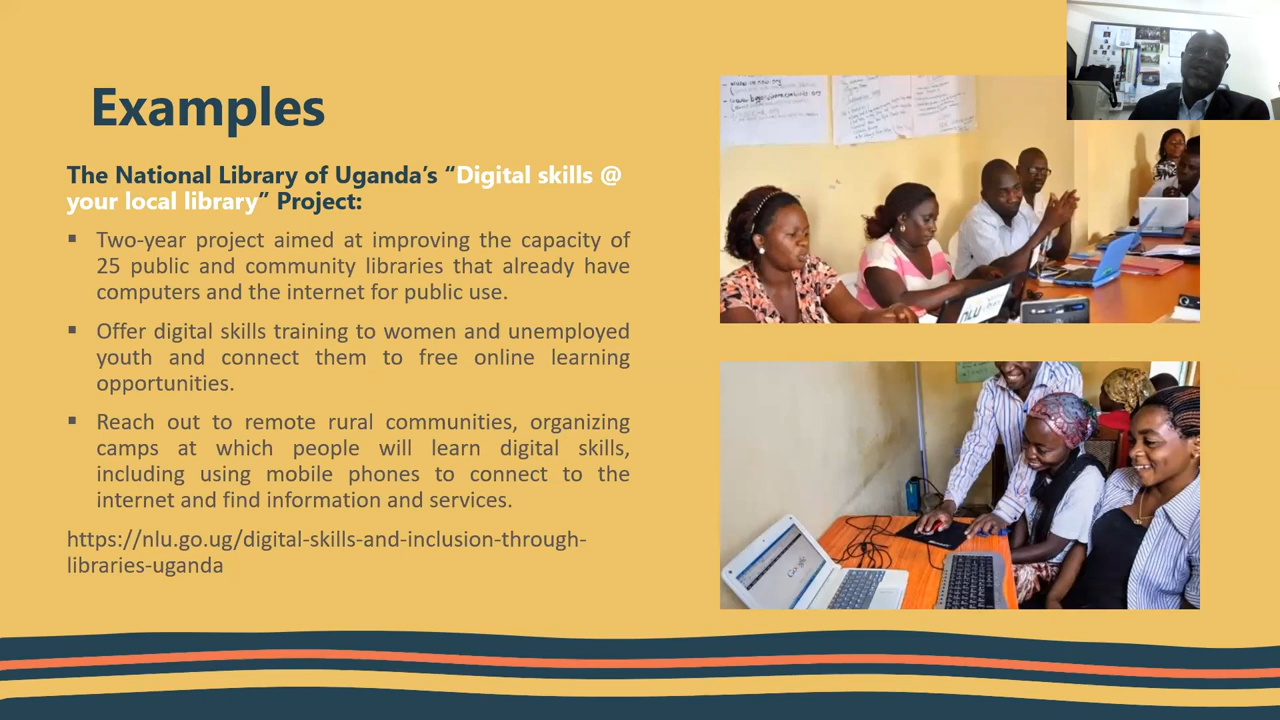 Examples
The National Library of Uganda’s “Digital skills @
your local library” Project:
▪ Two-year project aimed at improving the capacity of
25 public and community libraries that already have
computers and the internet for public use.
▪ Offer digital skills training to women and unemployed
youth and connect them to free online learning
opportunities.
▪ Reach out to remote rural communities, organizing
camps at which people will learn digital skills,
including using mobile phones to connect to the
internet and find information and services.
https://nlu.go.ug/digital-skills-and-inclusion-through-
libraries-uganda
nlu
Google